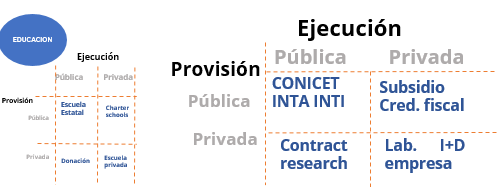 EDUCACION
Ejecución
Pública Privada
Provisión
Pública
Escuela
Estatal
Charter
schools
Privada
Donación
Escuela
privada
Ejecución
Pública Privada
Provisión
Pública
CONICET
INTA INTI
Subsidio
Cred. fiscal
Privada
Contract
research
Lab. I+D
empresa